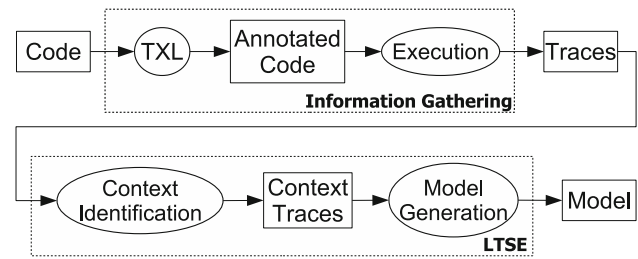 Code
TXL
Annotated
Code
Execution
Traces
Information Gathering
Context
Identification
Context
Traces
Model
Generation
Model
LTSE